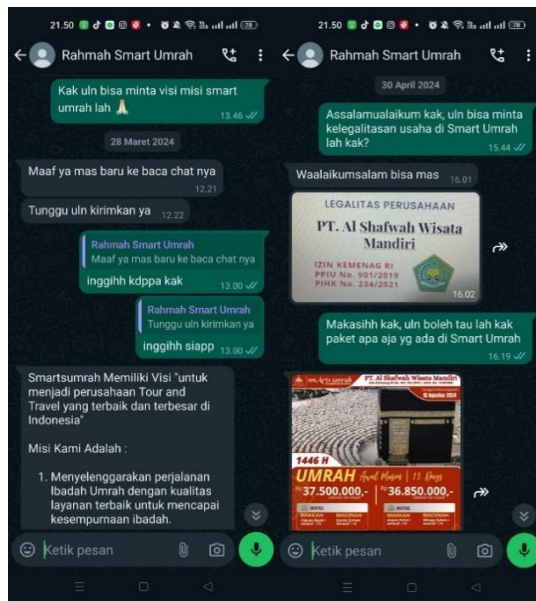 21.50
Rahmah Smart Umrah
Kak uln bisa minta visi misi smart
umrah lah 🙏🏻
13.46
28 Maret 2024
Maaf ya mas baru ke baca chat nya
12.21
Tunggu uln kirimkan ya 12.22
Rahmah Smart Umrah
Maaf ya mas baru ke baca chat nya
inggihh kdppa kak
13.00
Rahmah Smart Umrah
Tunggu uln kirimkan ya
inggihh siapp 13.00
Smartsumrah Memiliki Visi "untuk
menjadi perusahaan Tour and
Travel yang terbaik dan terbesar di
Indonesia"
Misi Kami Adalah :
1. Menyelenggarakan perjalanan
Ibadah Umrah dengan kualitas
layanan terbaik untuk mencapai
kesempurnaan ibadah.
Ketik pesan
21.50
Rahmah Smart Umrah
30 April 2024
Assalamualaikum kak, uln bisa minta
kelegalitasan usaha di Smart Umrah
lah kak?
15.44
Waalaikumsalam bisa mas 16.01
LEGALITAS PERUSAHAAN
PT. Al Shafwah Wisata
Mandiri
IZIN KEMENAG RI
PPIU No. 901/2019
PIHK No. 234/2021
16.02
Makasihh kak, uln boleh tau lah kak
paket apa aja yg ada di Smart Umrah
16.19
PT. Al Shafwah Wisata Mandiri
1446 H
UMRAH Awal Musim | 11 Days
37.500.000,-
36.850.000,-
Ketik pesan